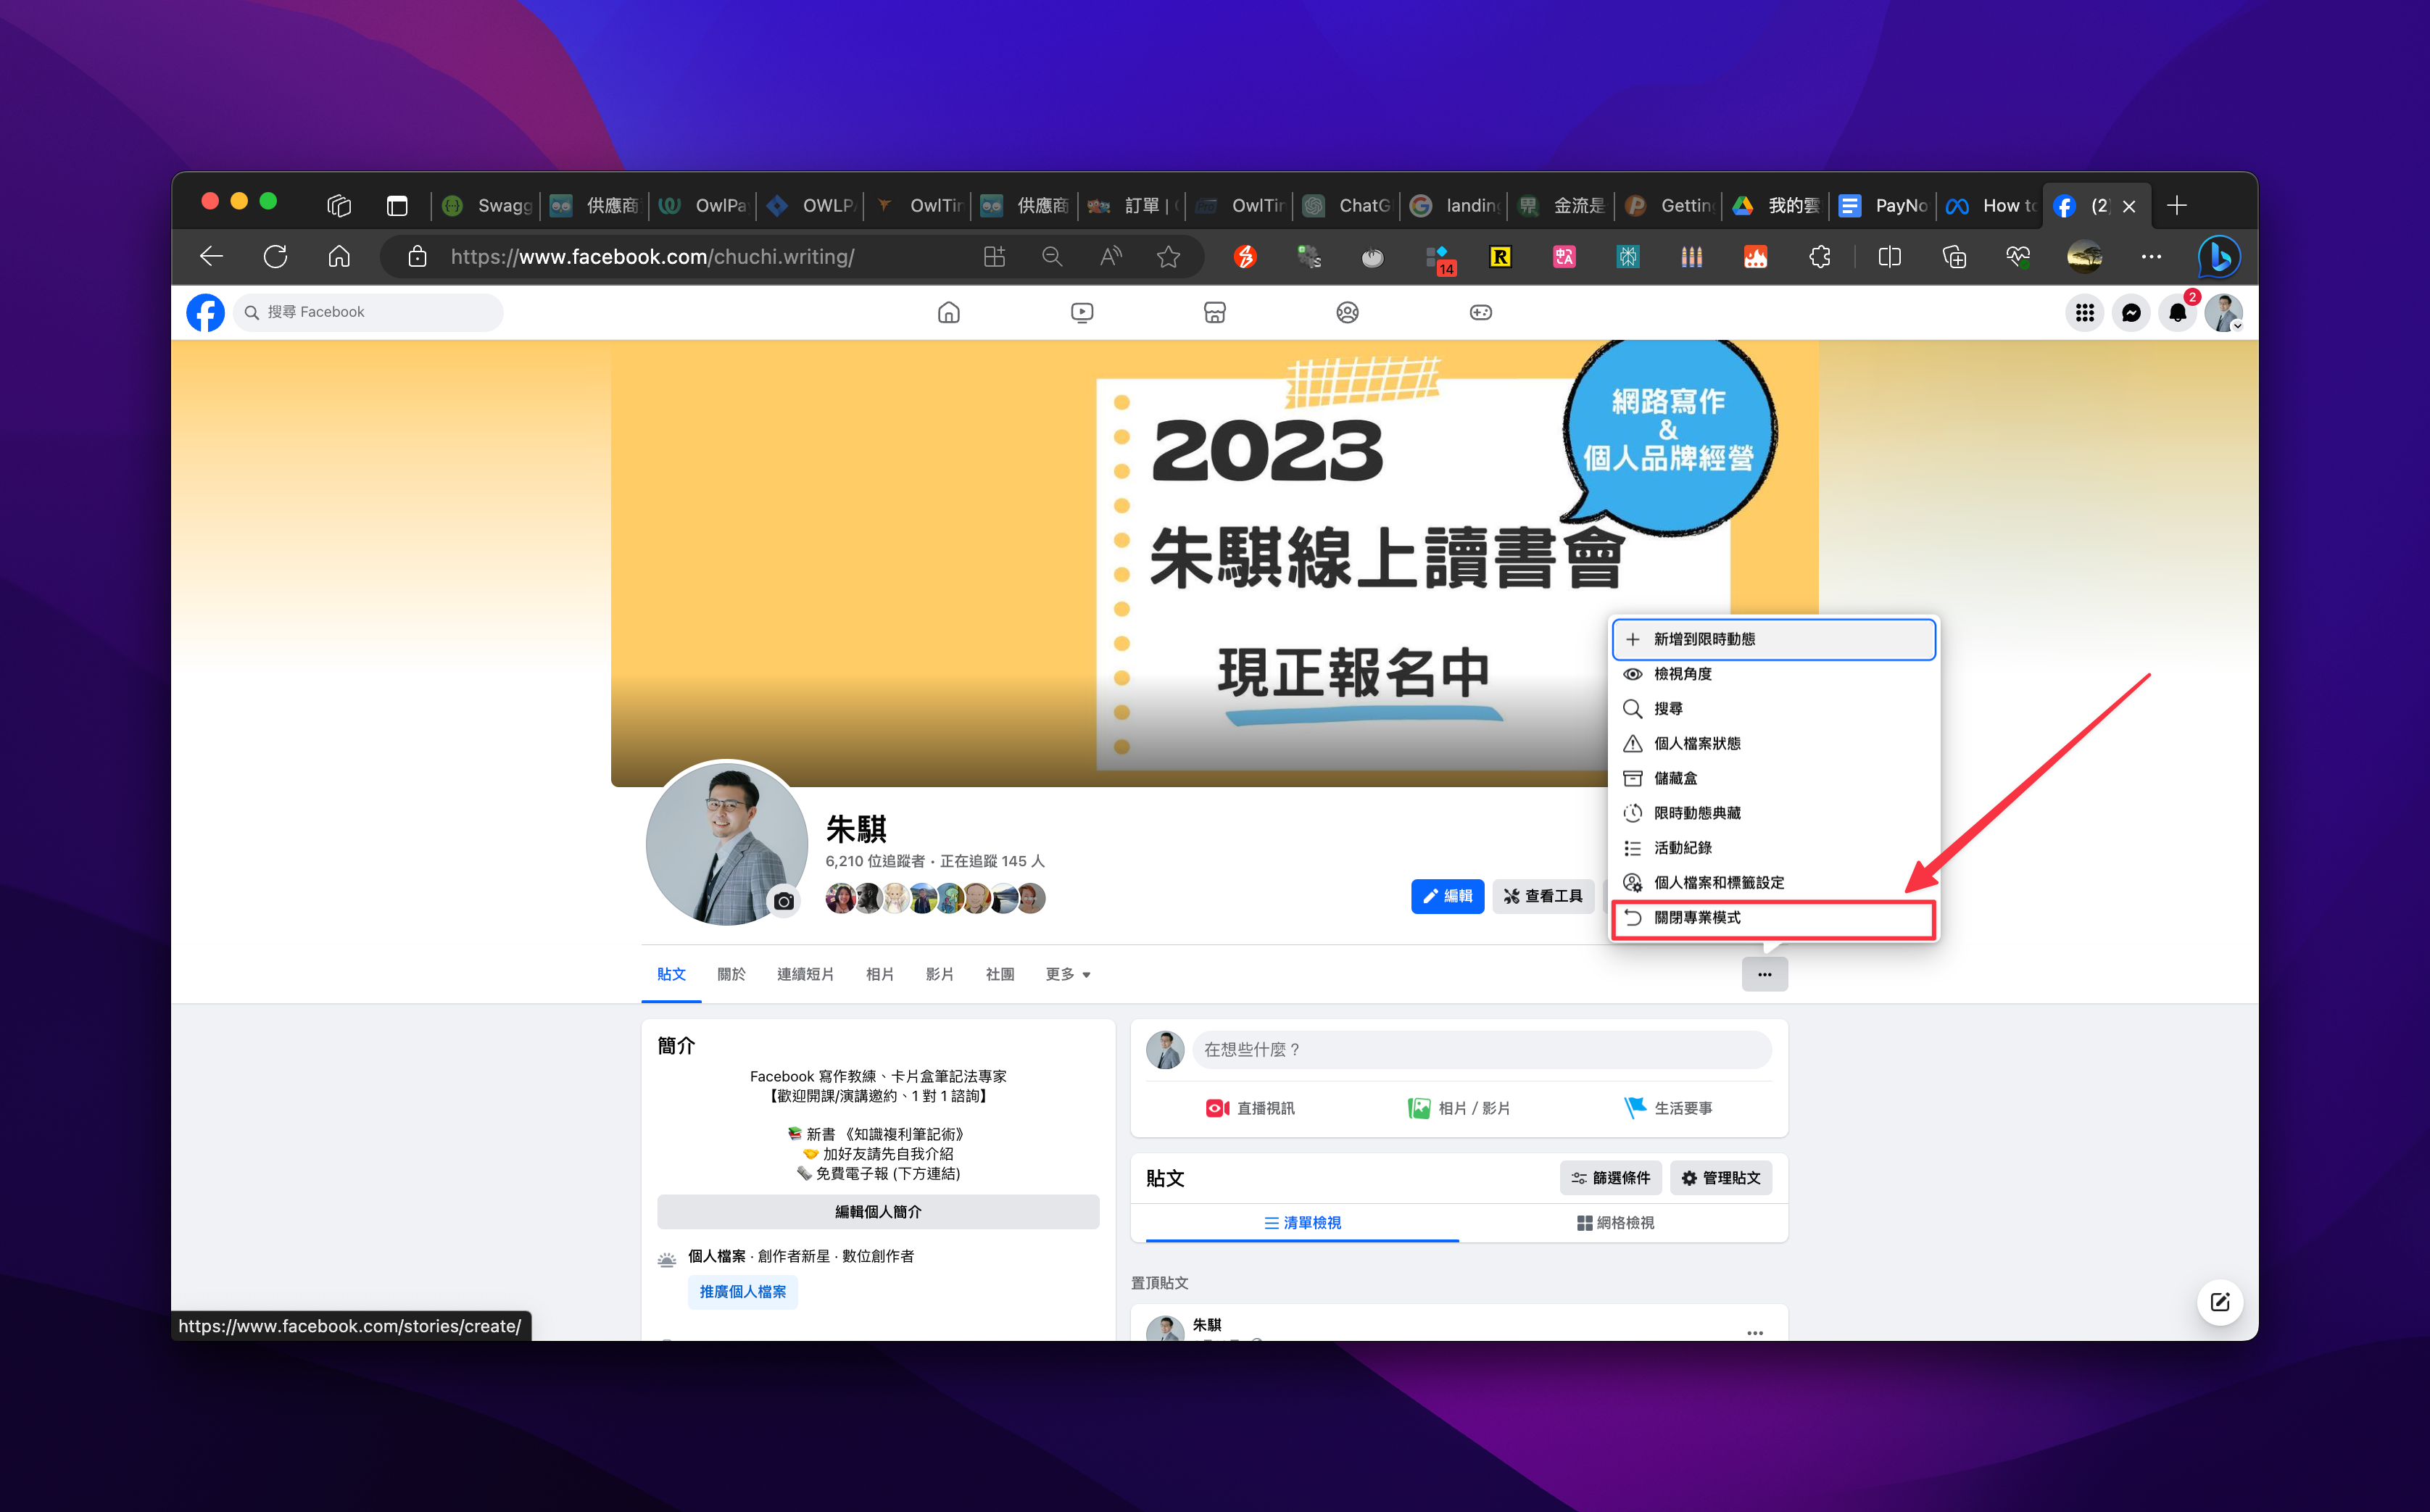 Swagg
供應商
OwlPa
OWLP
OwlTin
供應商
訂單 |
OwlTin
ChatG
landing
金流是
Getting
我的雲
PayNo
How to
(2
https://www.facebook.com/chuchi.writing/
14
搜尋 Facebook
2
2023
朱騏線上讀書會
現正報名中
網路寫作
&
個人品牌經營
新增到限時動態
檢視角度
搜尋
個人檔案狀態
儲藏盒
限時動態典藏
活動紀錄
個人檔案和標籤設定
關閉專業模式
朱騏
6,210 位追蹤者・正在追蹤 145 人
編輯
查看工具
貼文
關於
連續短片
相片
影片
社團
更多
簡介
Facebook 寫作教練、卡片盒筆記法專家
【歡迎開課/演講邀約、1 對 1 諮詢】
新書 《知識複利筆記術》
加好友請先自我介紹
免費電子報 (下方連結)
編輯個人簡介
個人檔案 · 創作者新星 · 數位創作者
推廣個人檔案
在想些什麼？
直播視訊
相片 / 影片
生活要事
貼文
篩選條件
管理貼文
清單檢視
網格檢視
置頂貼文
朱騏
https://www.facebook.com/stories/create/